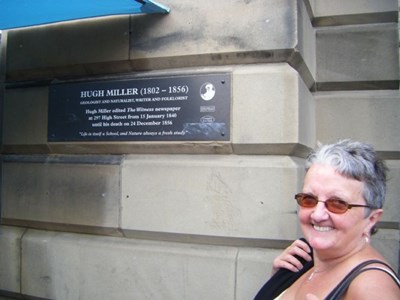 HUGH MILLER (1802 – 1856)
GEOLOGIST AND NATURALIST, WRITER AND FOLKLORIST
Hugh Miller edited The Witness newspaper
at 297 High Street from 15 January 1840
until his death on 24 December 1856
"Life is itself a School, and Nature always a fresh study"